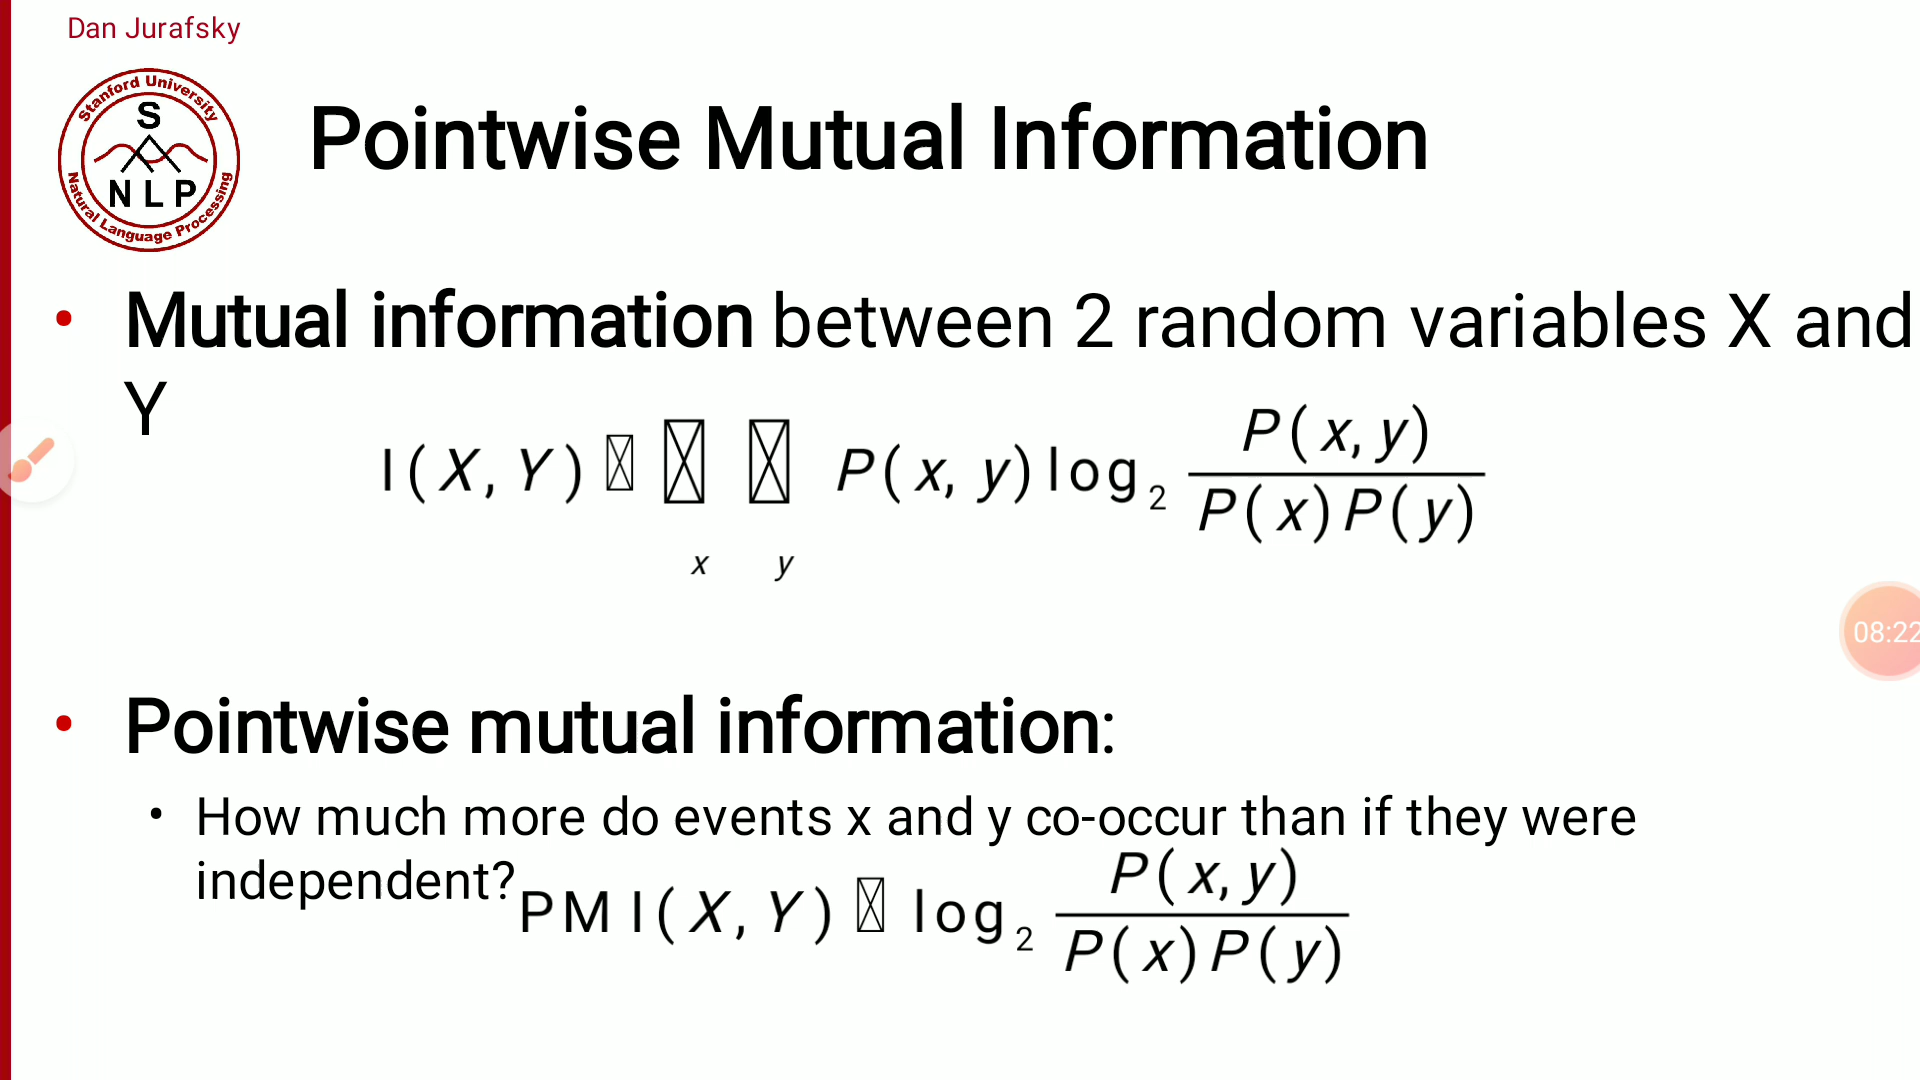 Dan Jurafsky
Stanford University
S
NLP
Natural Language Processing
Pointwise Mutual Information
• Mutual information between 2 random variables X and
Y
I(X,Y) ☒ ☒ ☒ P(x,y)log₂ P(x,y)
P(x)P(y)
x y
08:22
• Pointwise mutual information:
• How much more do events x and y co-occur than if they were
independent?
PMI(X,Y) ☒ log₂ P(x,y)
P(x)P(y)